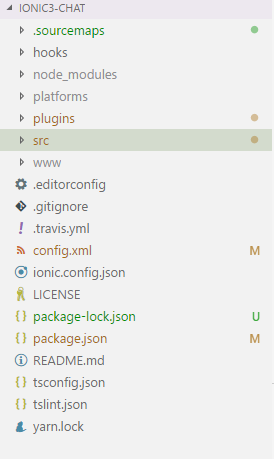 IONIC3-CHAT
.sourcemaps
hooks
node_modules
platforms
plugins
src
www
.editorconfig
.gitignore
.travis.yml
config.xml M
ionic.config.json
LICENSE
package-lock.json U
package.json M
README.md
tsconfig.json
tslint.json
yarn.lock